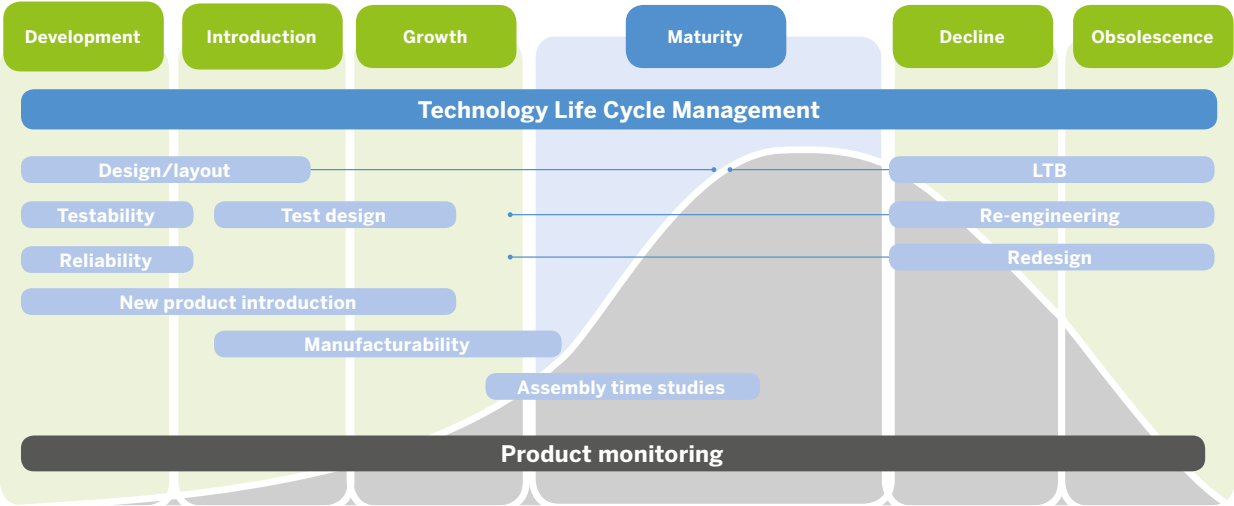 Development
Introduction
Growth
Maturity
Decline
Obsolescence
Technology Life Cycle Management
Design/layout
LTB
Testability
Test design
Re-engineering
Reliability
Redesign
New product introduction
Manufacturability
Assembly time studies
Product monitoring